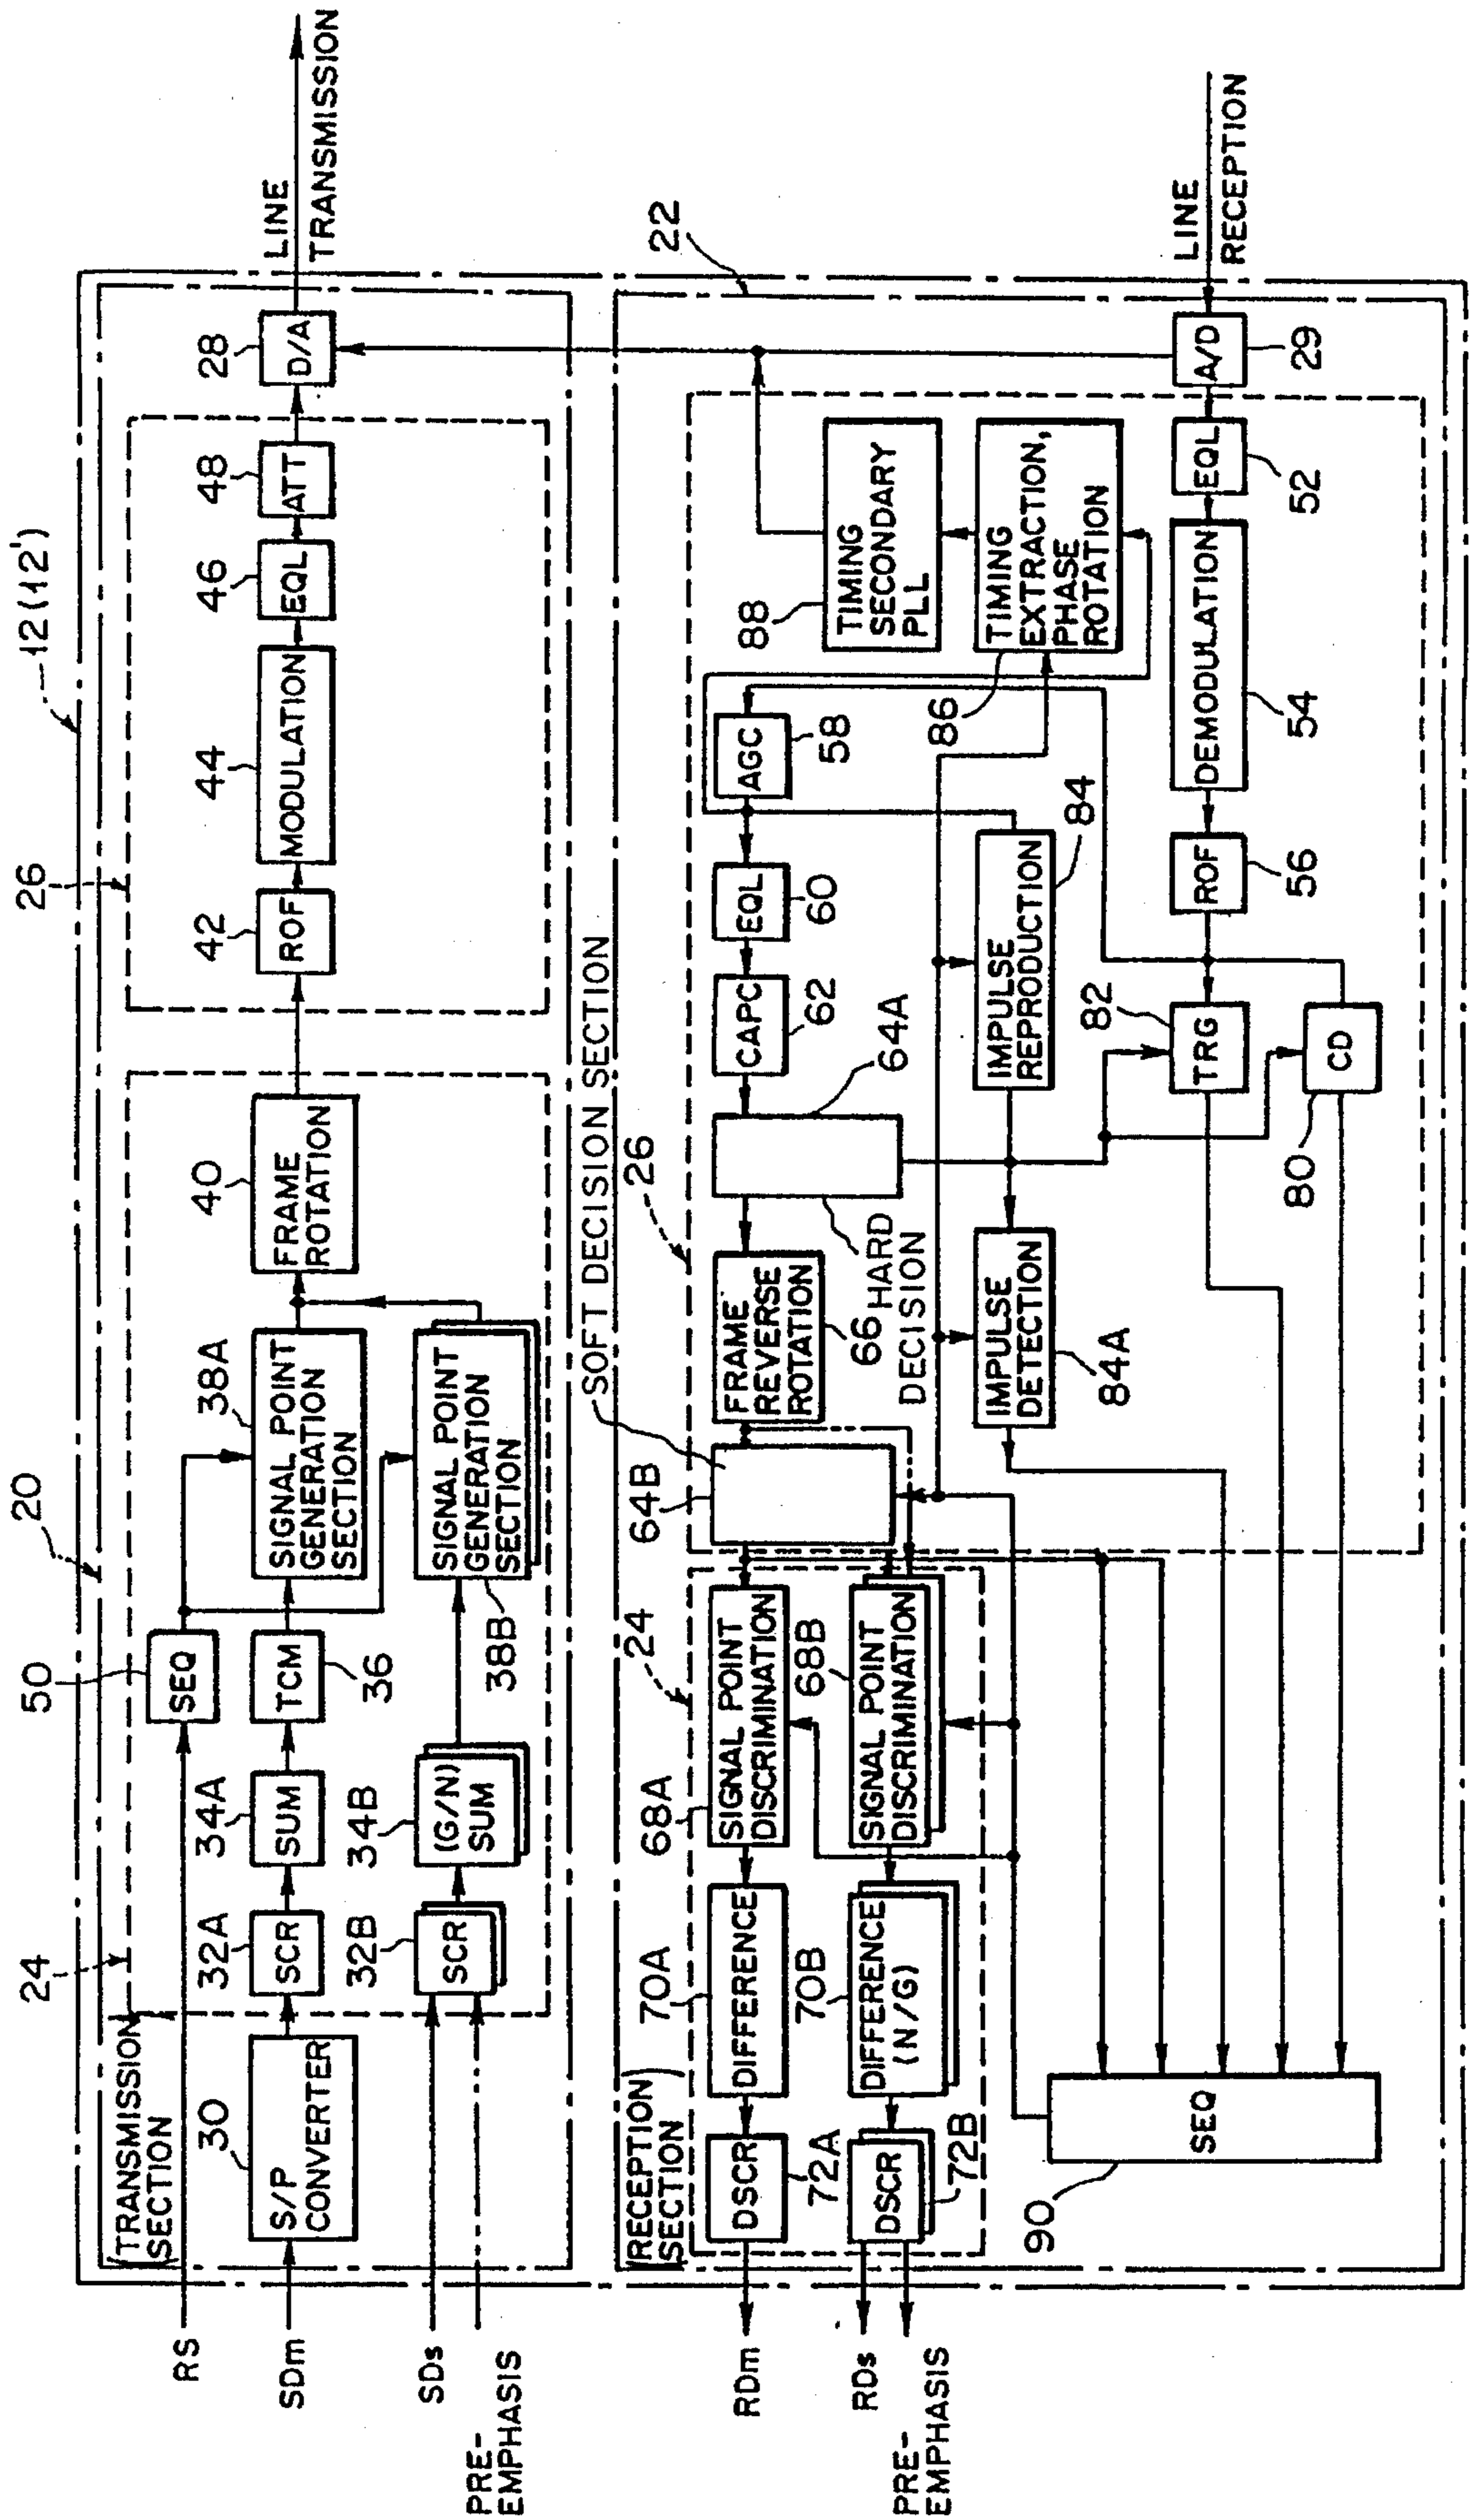 12(12')
20
24
50
26
RS
(TRANSMISSION
SECTION)
SEQ
30
32A
34A
36
38A
40
42
44
46
48
28
SDm
S/P
CONVERTER
SCR
SUM
TCM
SIGNAL POINT
GENERATION
SECTION
FRAME
ROTATION
ROF
MODULATION
EQL
ATT
D/A
LINE
TRANSMISSION
32B
34B
SDs
SCR
(G/N)
SUM
38B
SIGNAL POINT
GENERATION
SECTION
PRE-
EMPHASIS
SOFT DECISION SECTION
22
(RECEPTION
SECTION)
24
26
70A
68A
64B
RDm
DSCR
DIFFERENCE
SIGNAL POINT
DISCRIMINATION
FRAME
REVERSE
ROTATION
CAPC
EQL
AGC
72A
66
HARD
DECISION
64A
62
60
58
88
TIMING
SECONDARY
PLL
70B
68B
RDs
DSCR
DIFFERENCE
(N/G)
SIGNAL POINT
DISCRIMINATION
72B
PRE-
EMPHASIS
86
TIMING
EXTRACTION,
PHASE
ROTATION
IMPULSE
DETECTION
84A
IMPULSE
REPRODUCTION
84
90
SEQ
82
TRG
ROF
56
DEMODULATION
54
EQL
52
A/D
29
LINE
RECEPTION
80
CD